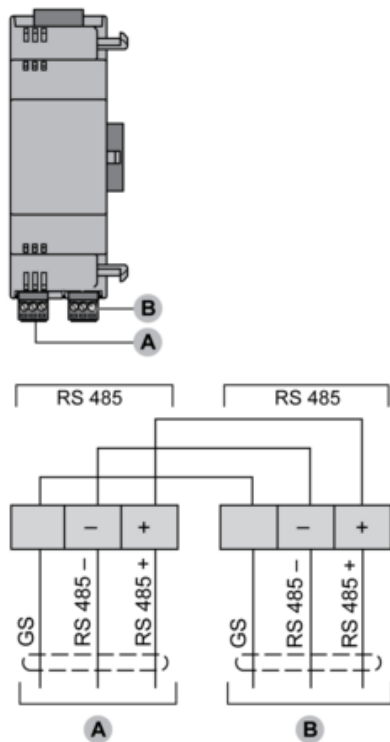 B
A
RS 485 RS 485
– + – +
GS RS 485 – RS 485 + GS RS 485 – RS 485 +
A B